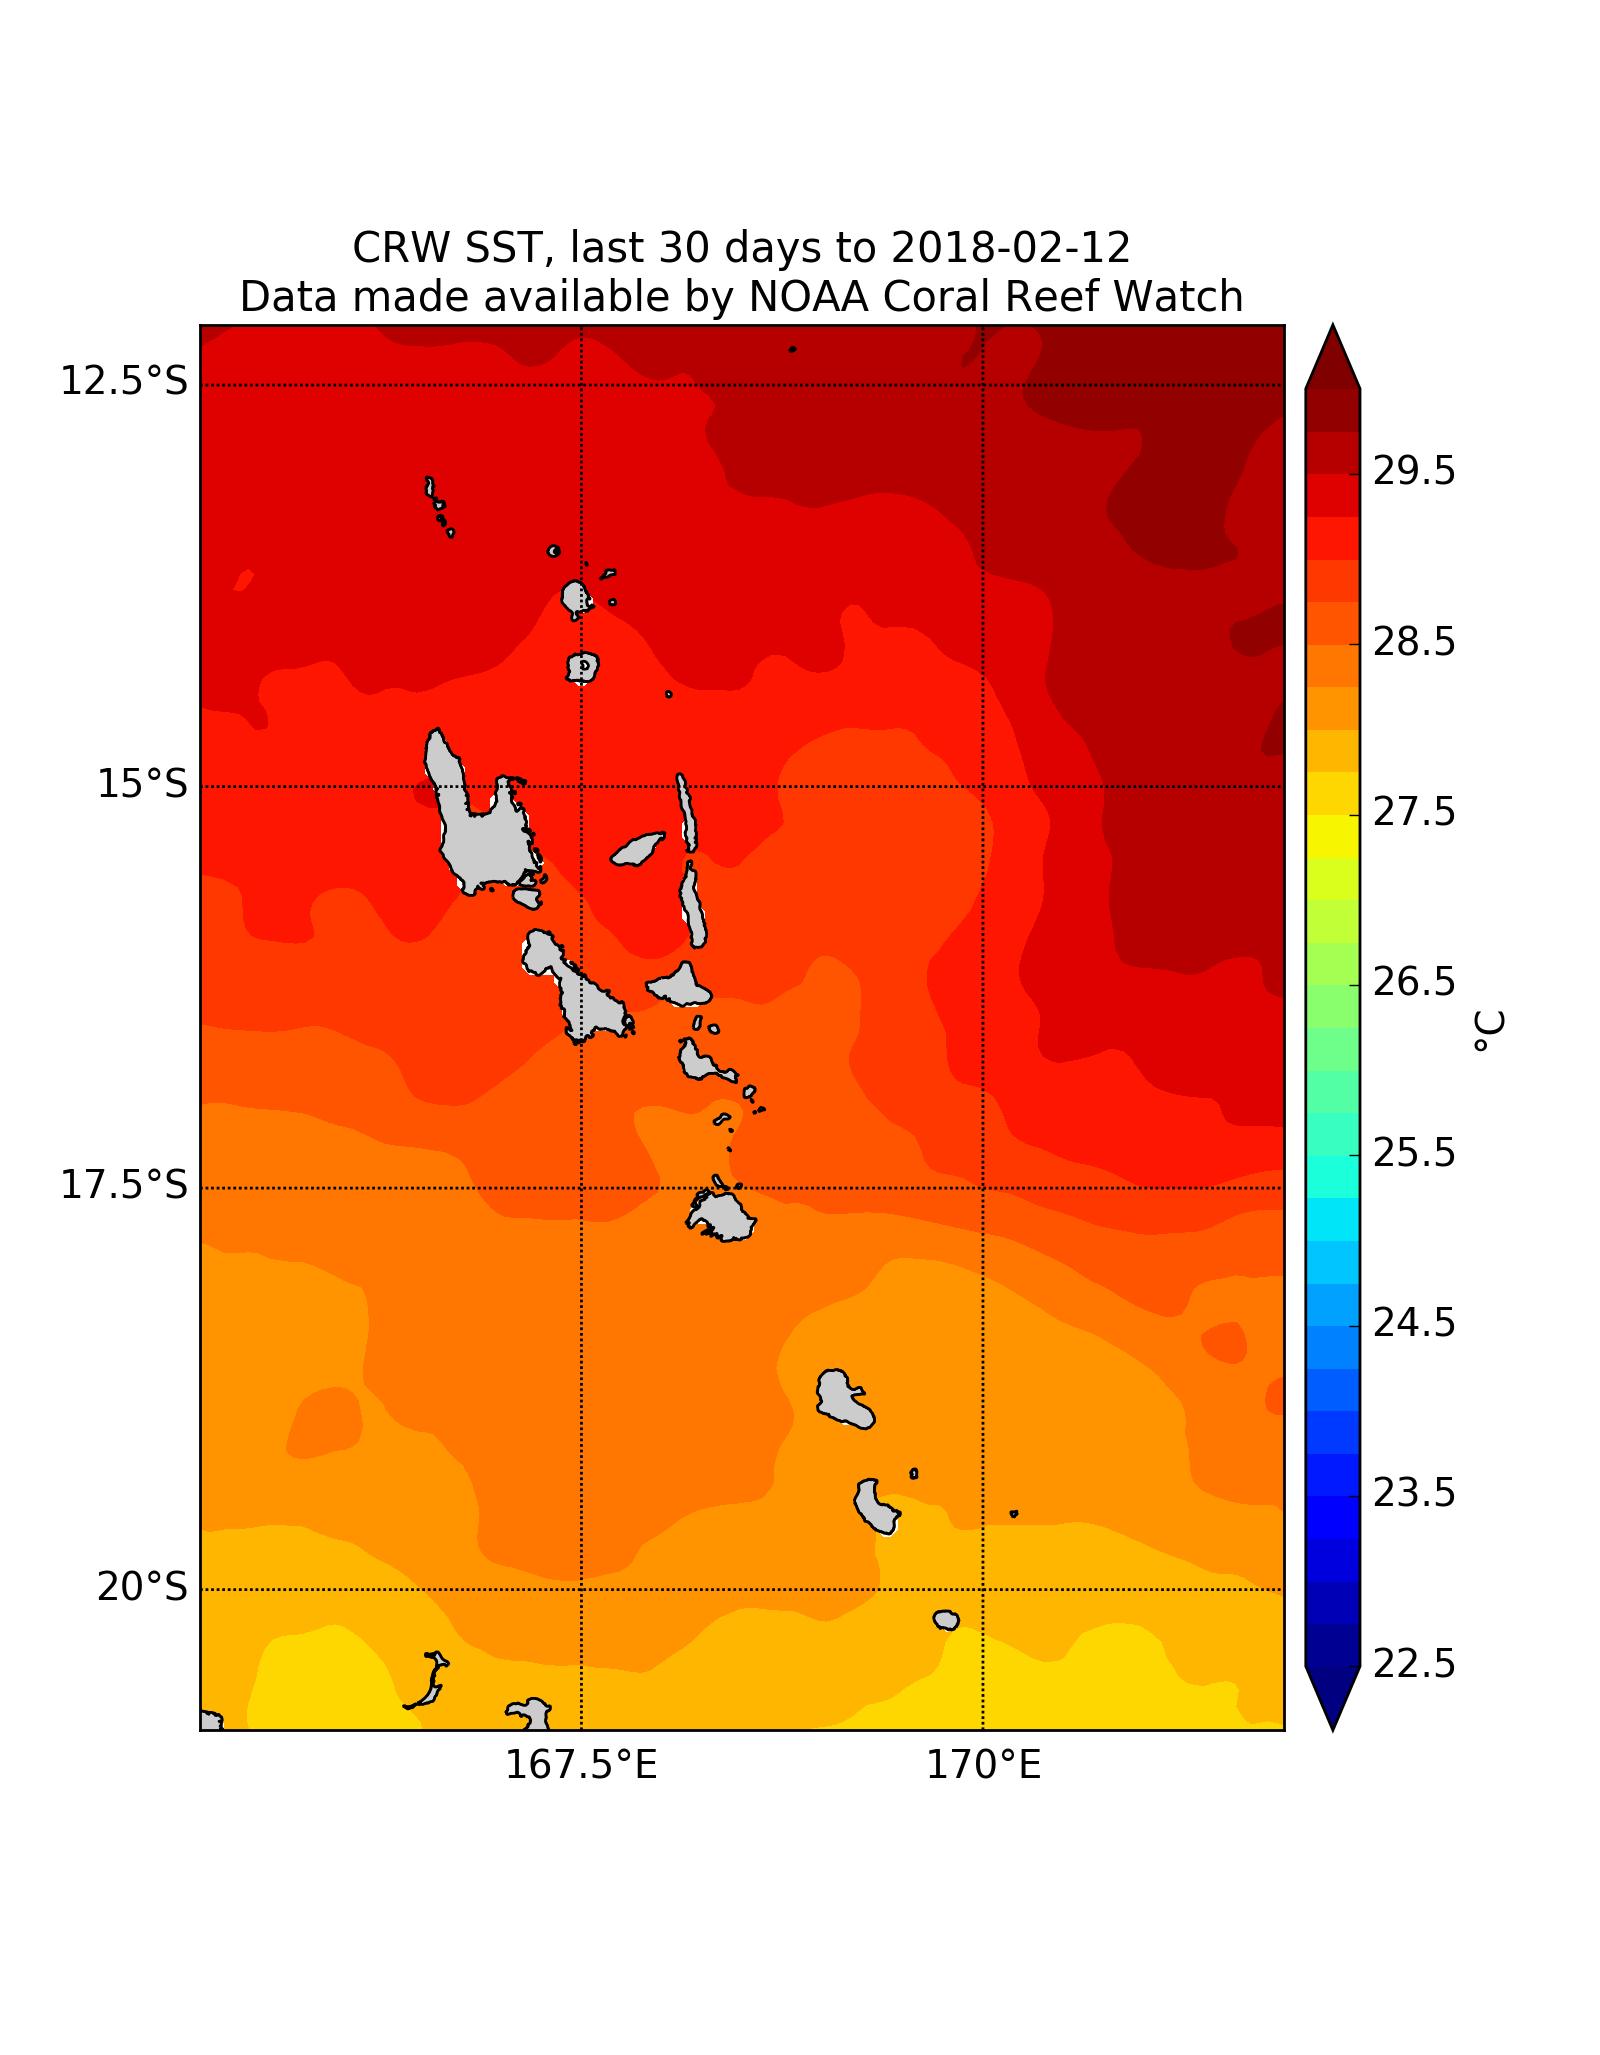 CRW SST, last 30 days to 2018-02-12
Data made available by NOAA Coral Reef Watch
12.5°S
15°S
17.5°S
20°S
167.5°E
170°E
29.5
28.5
27.5
26.5
25.5
24.5
23.5
22.5
°C